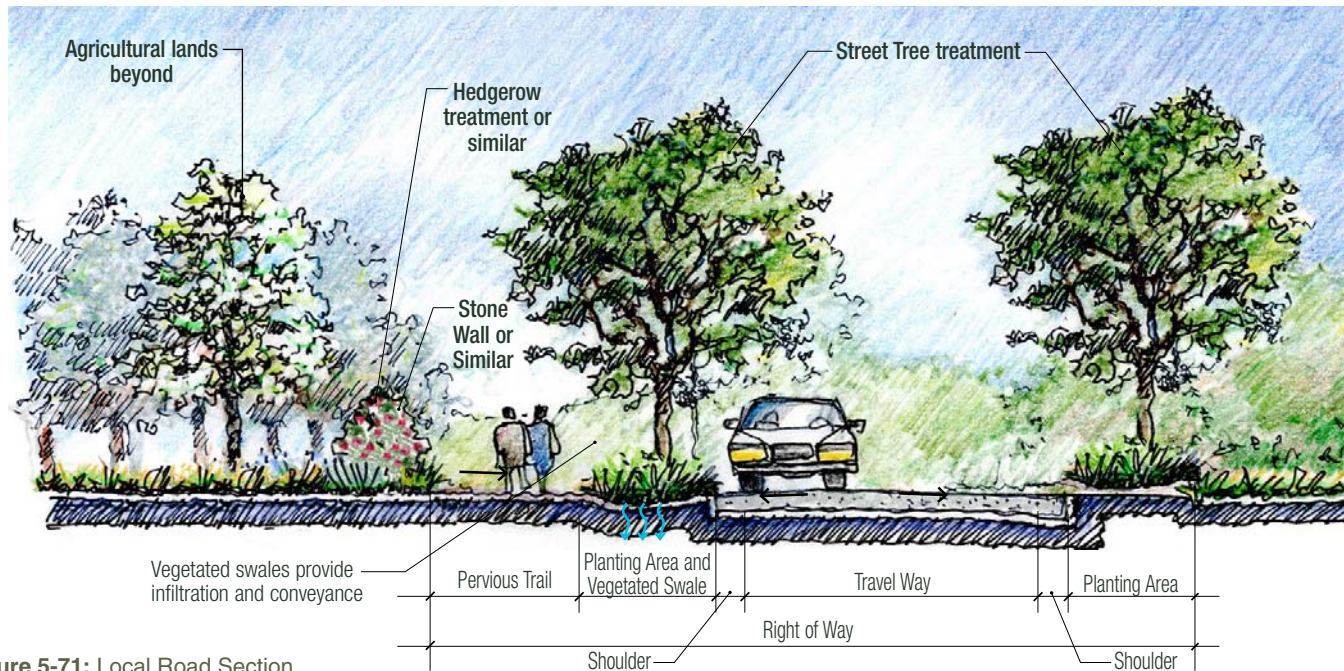 Agricultural lands
beyond
Hedgerow
treatment or
similar
Street Tree treatment
Stone
Wall or
Similar
Vegetated swales provide
infiltration and conveyance
Pervious Trail
Planting Area and
Vegetated Swale
Travel Way
Planting Area
Right of Way
Shoulder
Shoulder
ure 5-71: Local Road Section